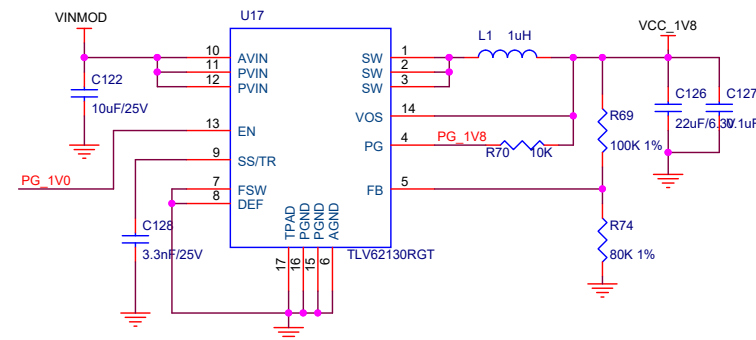 U17
VINMOD
L1 1uH
VCC_1V8
10 AVIN
11 PVIN
12 PVIN
13 EN
9 SS/TR
7 FSW
8 DEF
SW 1
SW 2
SW 3
VOS 14
PG 4
FB 5
PG_1V8
R70 10K
C122
10uF/25V
PG_1V0
C128
3.3nF/25V
C126
22uF/6.3V
C127
0.1uF
R69
100K 1%
R74
80K 1%
TPAD
PGND
PGND
AGND
17
16
15
6
TLV62130RGT